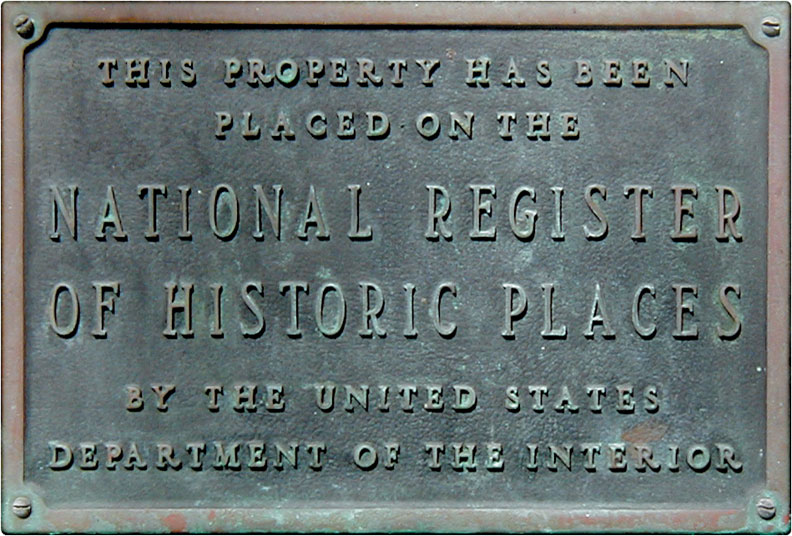 THIS PROPERTY HAS BEEN
PLACED ON THE
NATIONAL REGISTER
OF HISTORIC PLACES
BY THE UNITED STATES
DEPARTMENT OF THE INTERIOR